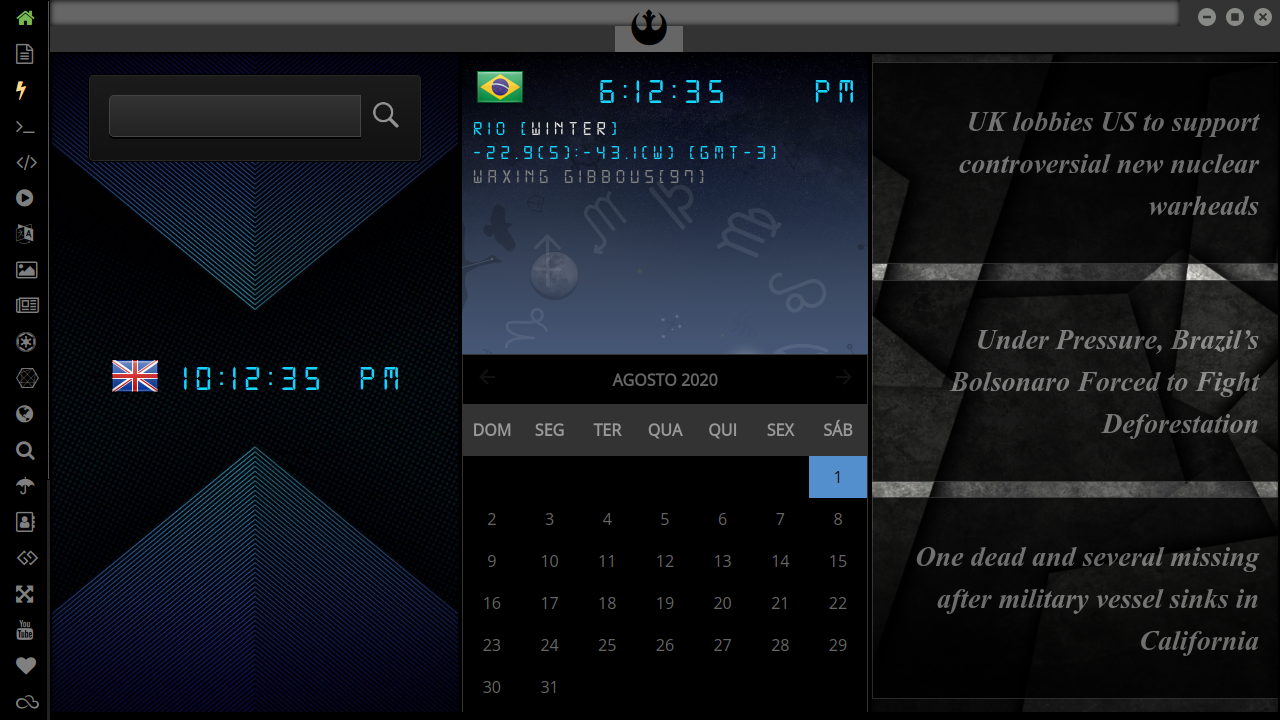 10:12:35 PM
6:12:35 PM
RIO [WINTER]
-22.9(S):-43.1(W) [GMT-3]
WAXING GIBBOUS[97]
AGOSTO 2020
DOM SEG TER QUA QUI SEX SÁB
1
2 3 4 5 6 7 8
9 10 11 12 13 14 15
16 17 18 19 20 21 22
23 24 25 26 27 28 29
30 31
UK lobbies US to support
controversial new nuclear
warheads
Under Pressure, Brazil’s
Bolsonaro Forced to Fight
Deforestation
One dead and several missing
after military vessel sinks in
California
You
Tube